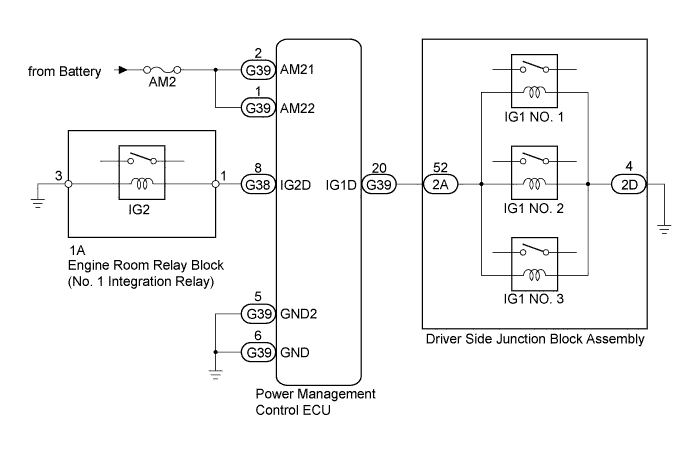 from Battery
AM2
2
G39
AM21
1
G39
AM22
3
IG2
1
8
G38
IG2D
IG1D
20
G39
52
2A
4
2D
IG1 NO. 1
IG1 NO. 2
IG1 NO. 3
1A
Engine Room Relay Block
(No. 1 Integration Relay)
5
G39
GND2
6
G39
GND
Driver Side Junction Block Assembly
Power Management
Control ECU